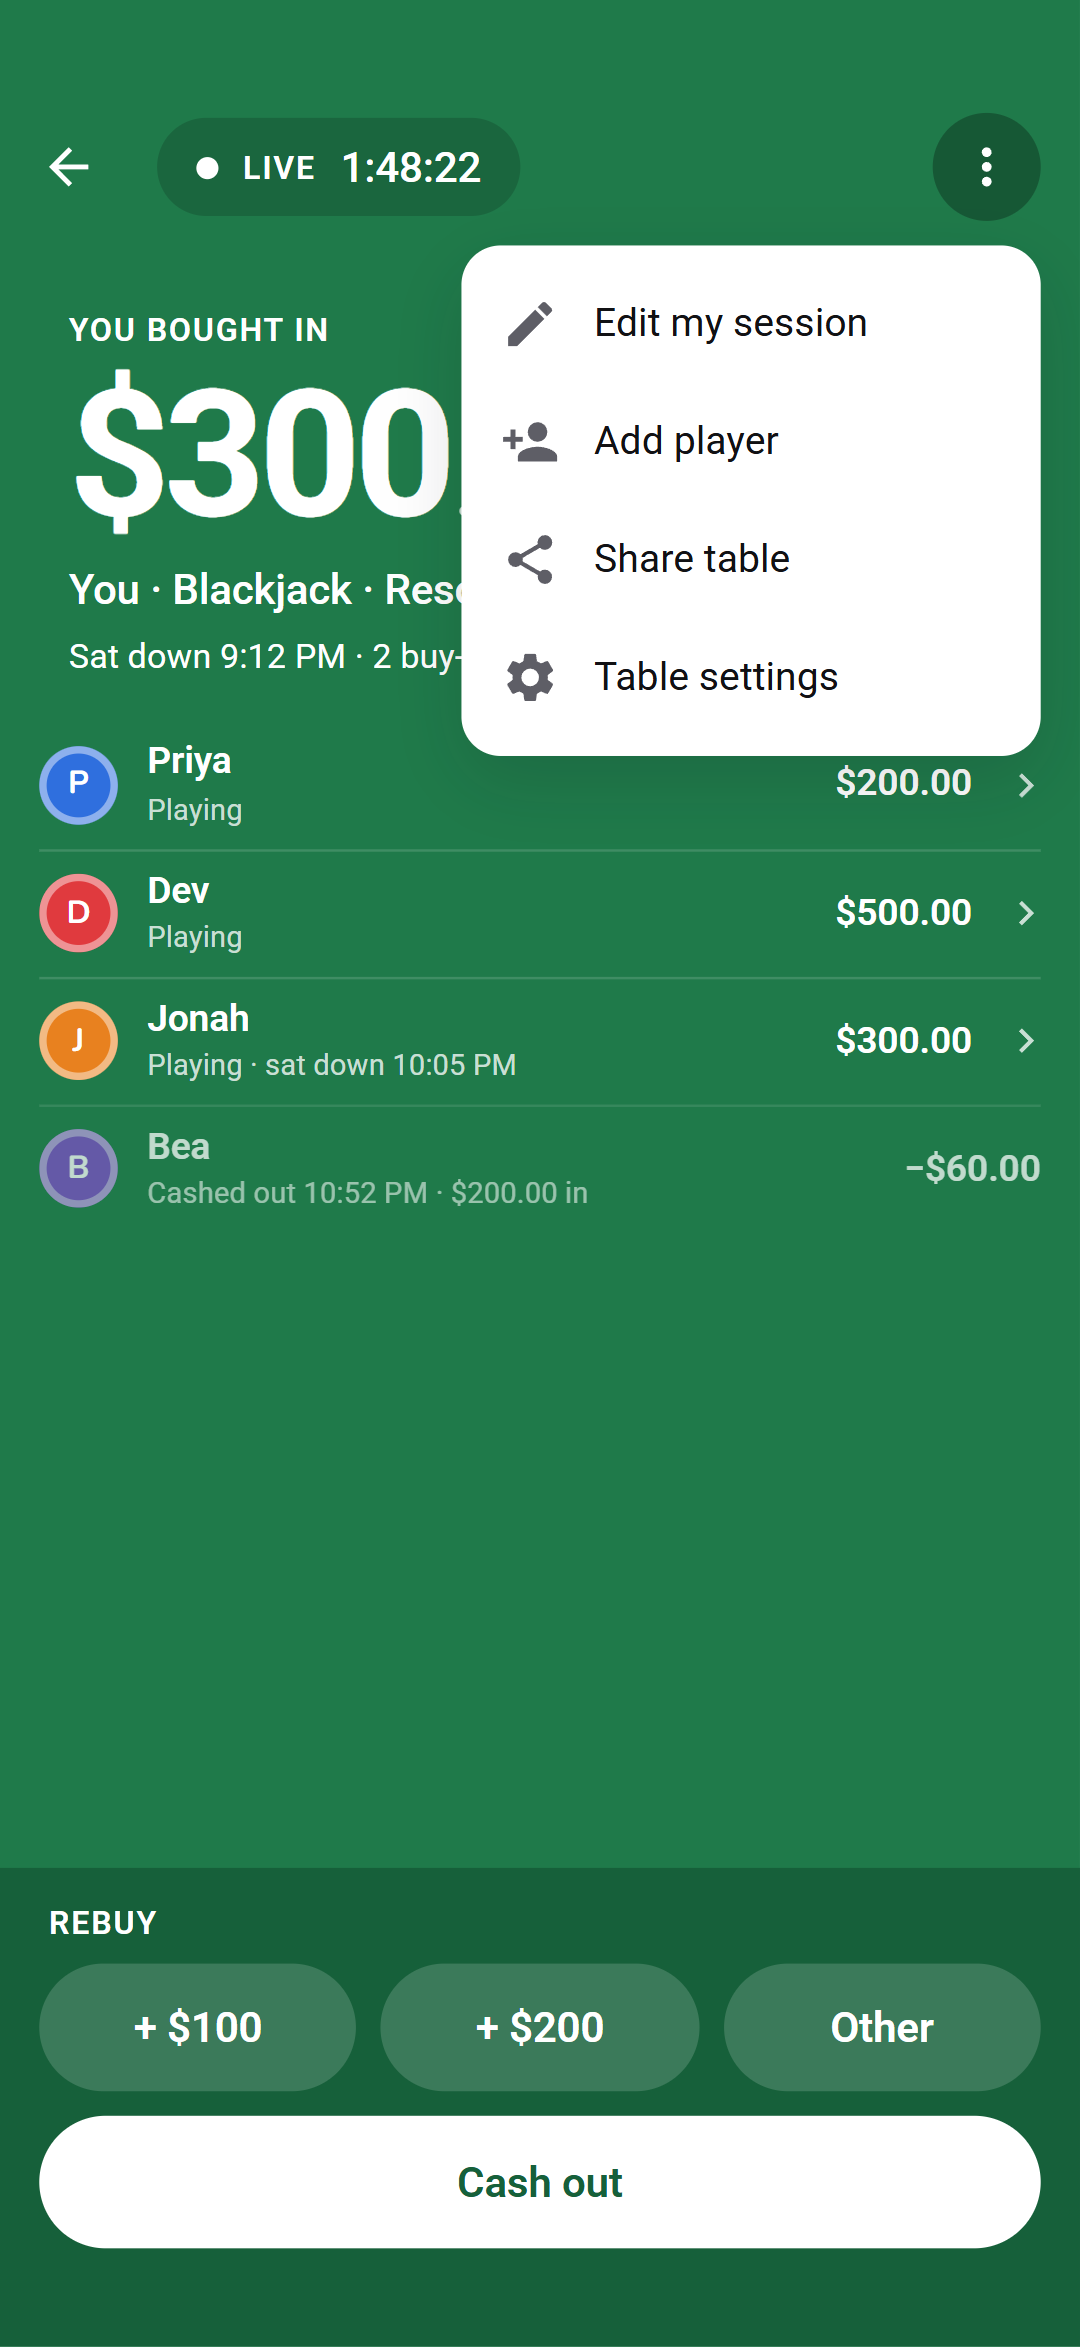 LIVE 1:48:22
Edit my session
Add player
Share table
Table settings
YOU BOUGHT IN
$300.
You · Blackjack ·
Sat down 9:12 PM · 2 buy-
P Priya $200.00
Playing
D Dev $500.00
Playing
J Jonah $300.00
Playing · sat down 10:05 PM
B Bea −$60.00
Cashed out 10:52 PM · $200.00 in
REBUY
+ $100 + $200 Other
Cash out